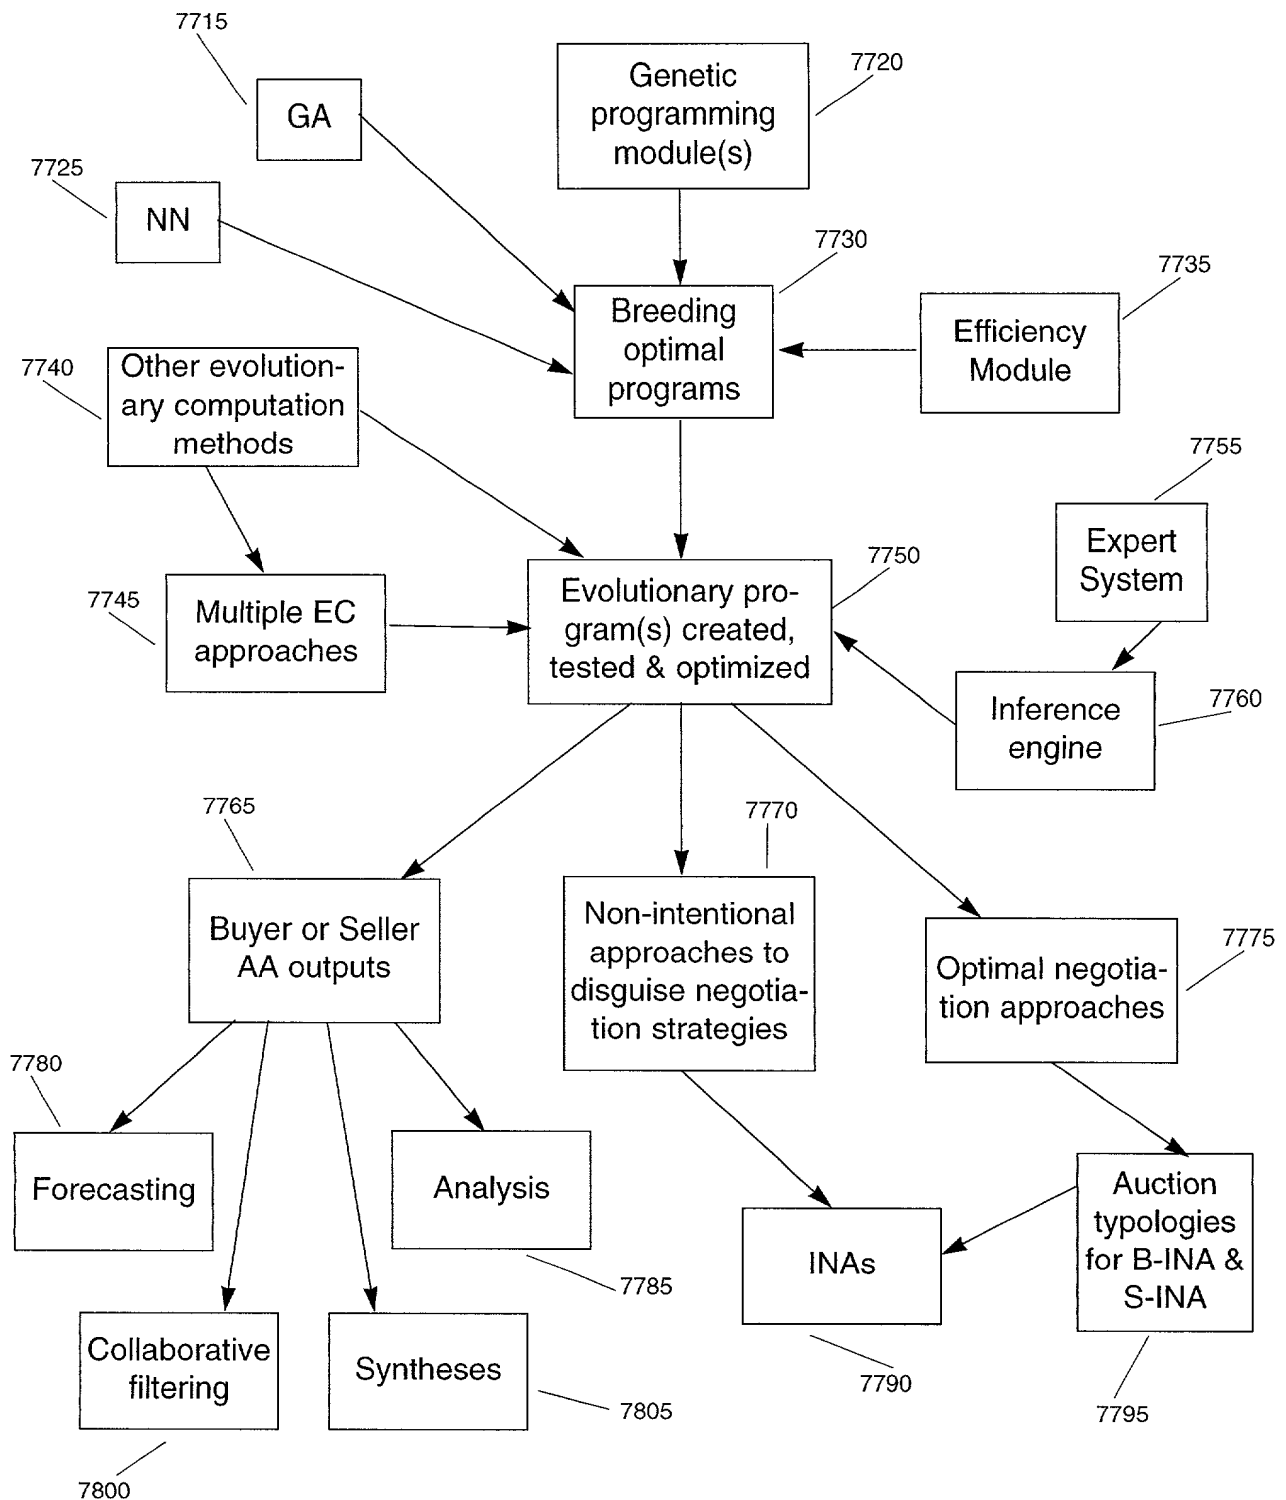 7715
GA
Genetic
programming
module(s)
7720
7725
NN
7730
Breeding
optimal
programs
7735
Efficiency
Module
7740
Other evolution-
ary computation
methods
7755
Expert
System
7745
Multiple EC
approaches
7750
Evolutionary pro-
gram(s) created,
tested & optimized
7760
Inference
engine
7765
Buyer or Seller
AA outputs
7770
Non-intentional
approaches to
disguise negotia-
tion strategies
7775
Optimal negotia-
tion approaches
7780
Forecasting
Analysis
7785
INAs
7790
Auction
typologies
for B-INA &
S-INA
7795
Collaborative
filtering
7800
Syntheses
7805